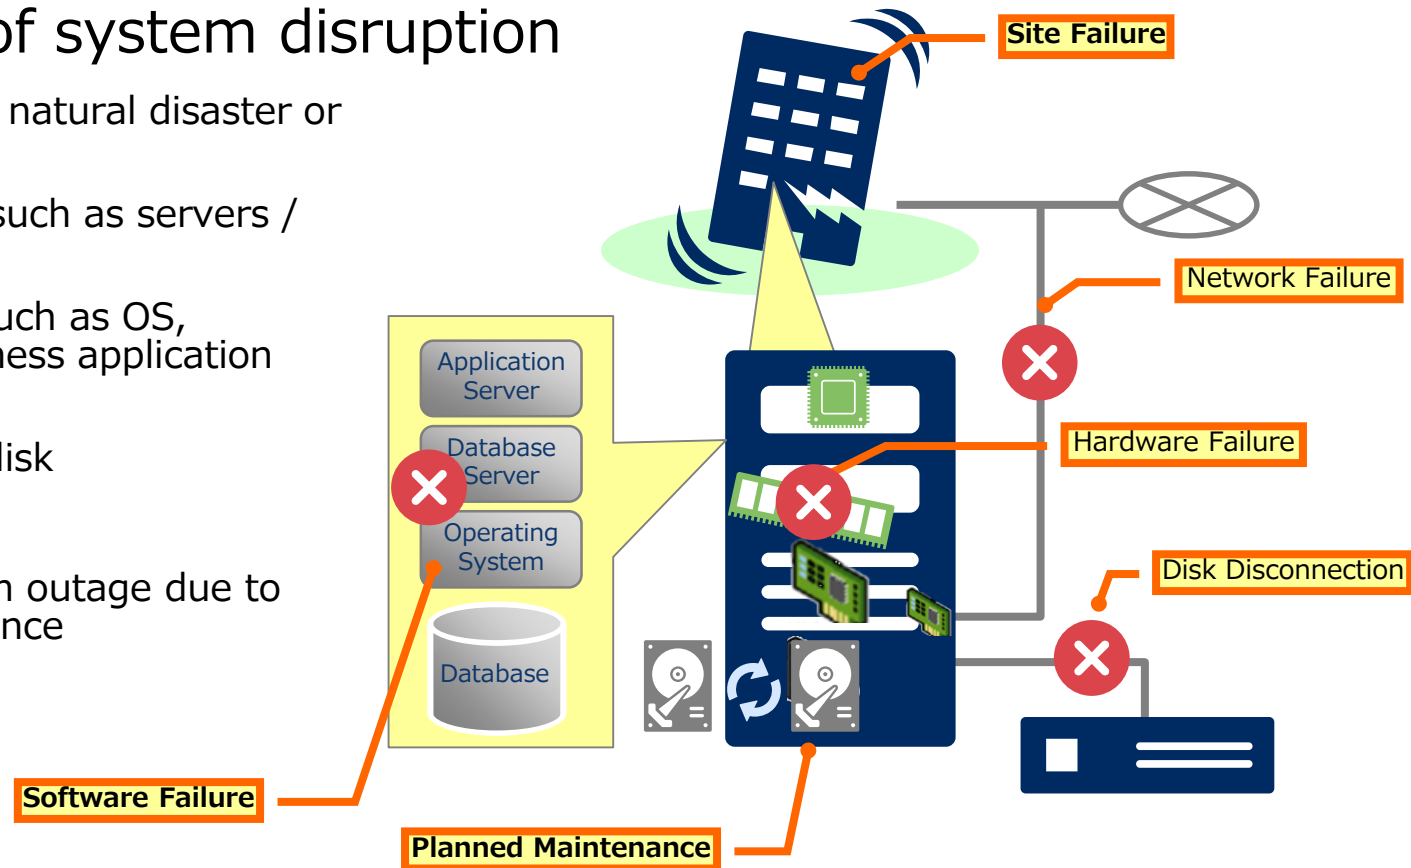 of system disruption
natural disaster or
such as servers /
such as OS,
ness application
disk
n outage due to
nce
Site Failure
Network Failure
Hardware Failure
Disk Disconnection
Application
Server
Database
Server
Operating
System
Database
Software Failure
Planned Maintenance